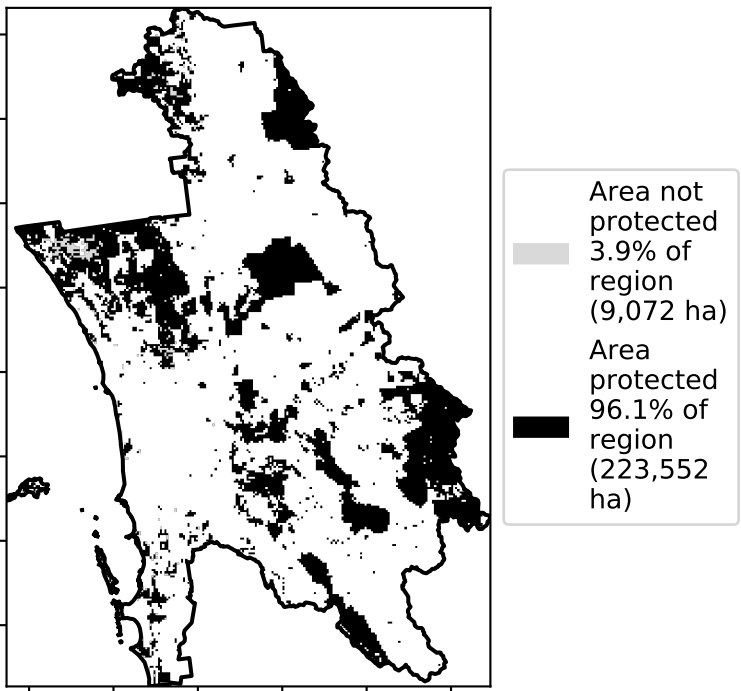 Area not
protected
3.9% of
region
(9,072 ha)
Area
protected
96.1% of
region
(223,552
ha)